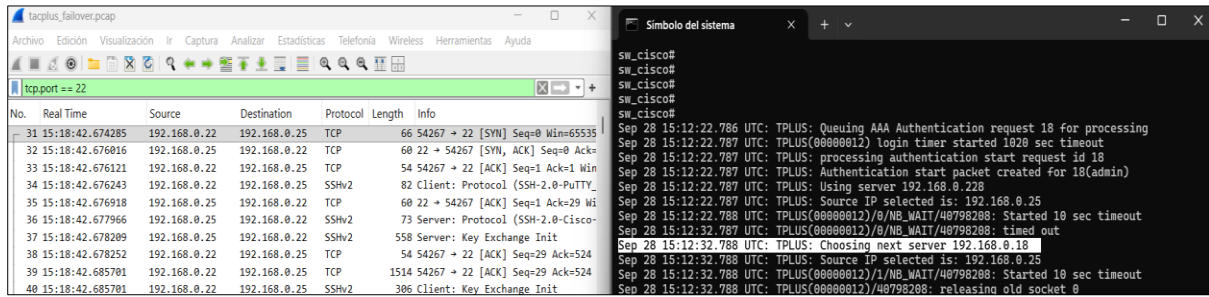 tacplus_failover.pcap
Archivo Edición Visualización Ir Captura Analizar Estadísticas Telefonía Wireless Herramientas Ayuda
tcp.port == 22
No. Real Time Source Destination Protocol Length Info
31 15:18:42.674285 192.168.0.22 192.168.0.25 TCP 66 54267 → 22 [SYN] Seq=0 Win=65535
32 15:18:42.676016 192.168.0.25 192.168.0.22 TCP 60 22 → 54267 [SYN, ACK] Seq=0 Ack=
33 15:18:42.676121 192.168.0.22 192.168.0.25 TCP 54 54267 → 22 [ACK] Seq=1 Ack=1 Win
34 15:18:42.676243 192.168.0.22 192.168.0.25 SSHv2 82 Client: Protocol (SSH-2.0-PuTTY_
35 15:18:42.676918 192.168.0.25 192.168.0.22 TCP 60 22 → 54267 [ACK] Seq=1 Ack=29 Wi
36 15:18:42.677966 192.168.0.25 192.168.0.22 SSHv2 73 Server: Protocol (SSH-2.0-Cisco-
37 15:18:42.678209 192.168.0.25 192.168.0.22 SSHv2 558 Server: Key Exchange Init
38 15:18:42.678252 192.168.0.22 192.168.0.25 TCP 54 54267 → 22 [ACK] Seq=29 Ack=524
39 15:18:42.685701 192.168.0.22 192.168.0.25 TCP 1514 54267 → 22 [ACK] Seq=29 Ack=524
40 15:18:42.685701 192.168.0.22 192.168.0.25 SSHv2 306 Client: Key Exchange Init
Símbolo del sistema
sw_cisco#
sw_cisco#
sw_cisco#
sw_cisco#
sw_cisco#
Sep 28 15:12:22.786 UTC: TPLUS: Queuing AAA Authentication request 18 for processing
Sep 28 15:12:22.787 UTC: TPLUS(00000012) login timer started 1020 sec timeout
Sep 28 15:12:22.787 UTC: TPLUS: processing authentication start request id 18
Sep 28 15:12:22.787 UTC: TPLUS: Authentication start packet created for 18(admin)
Sep 28 15:12:22.787 UTC: TPLUS: Using server 192.168.0.228
Sep 28 15:12:22.787 UTC: TPLUS: Source IP selected is: 192.168.0.25
Sep 28 15:12:22.788 UTC: TPLUS(00000012)/0/NB_WAIT/40798208: Started 10 sec timeout
Sep 28 15:12:32.787 UTC: TPLUS(00000012)/0/NB_WAIT/40798208: timed out
Sep 28 15:12:32.788 UTC: TPLUS: Choosing next server 192.168.0.18
Sep 28 15:12:32.788 UTC: TPLUS: Source IP selected is: 192.168.0.25
Sep 28 15:12:32.788 UTC: TPLUS(00000012)/1/NB_WAIT/40798208: Started 10 sec timeout
Sep 28 15:12:32.788 UTC: TPLUS(00000012)/40798208: releasing old socket 0